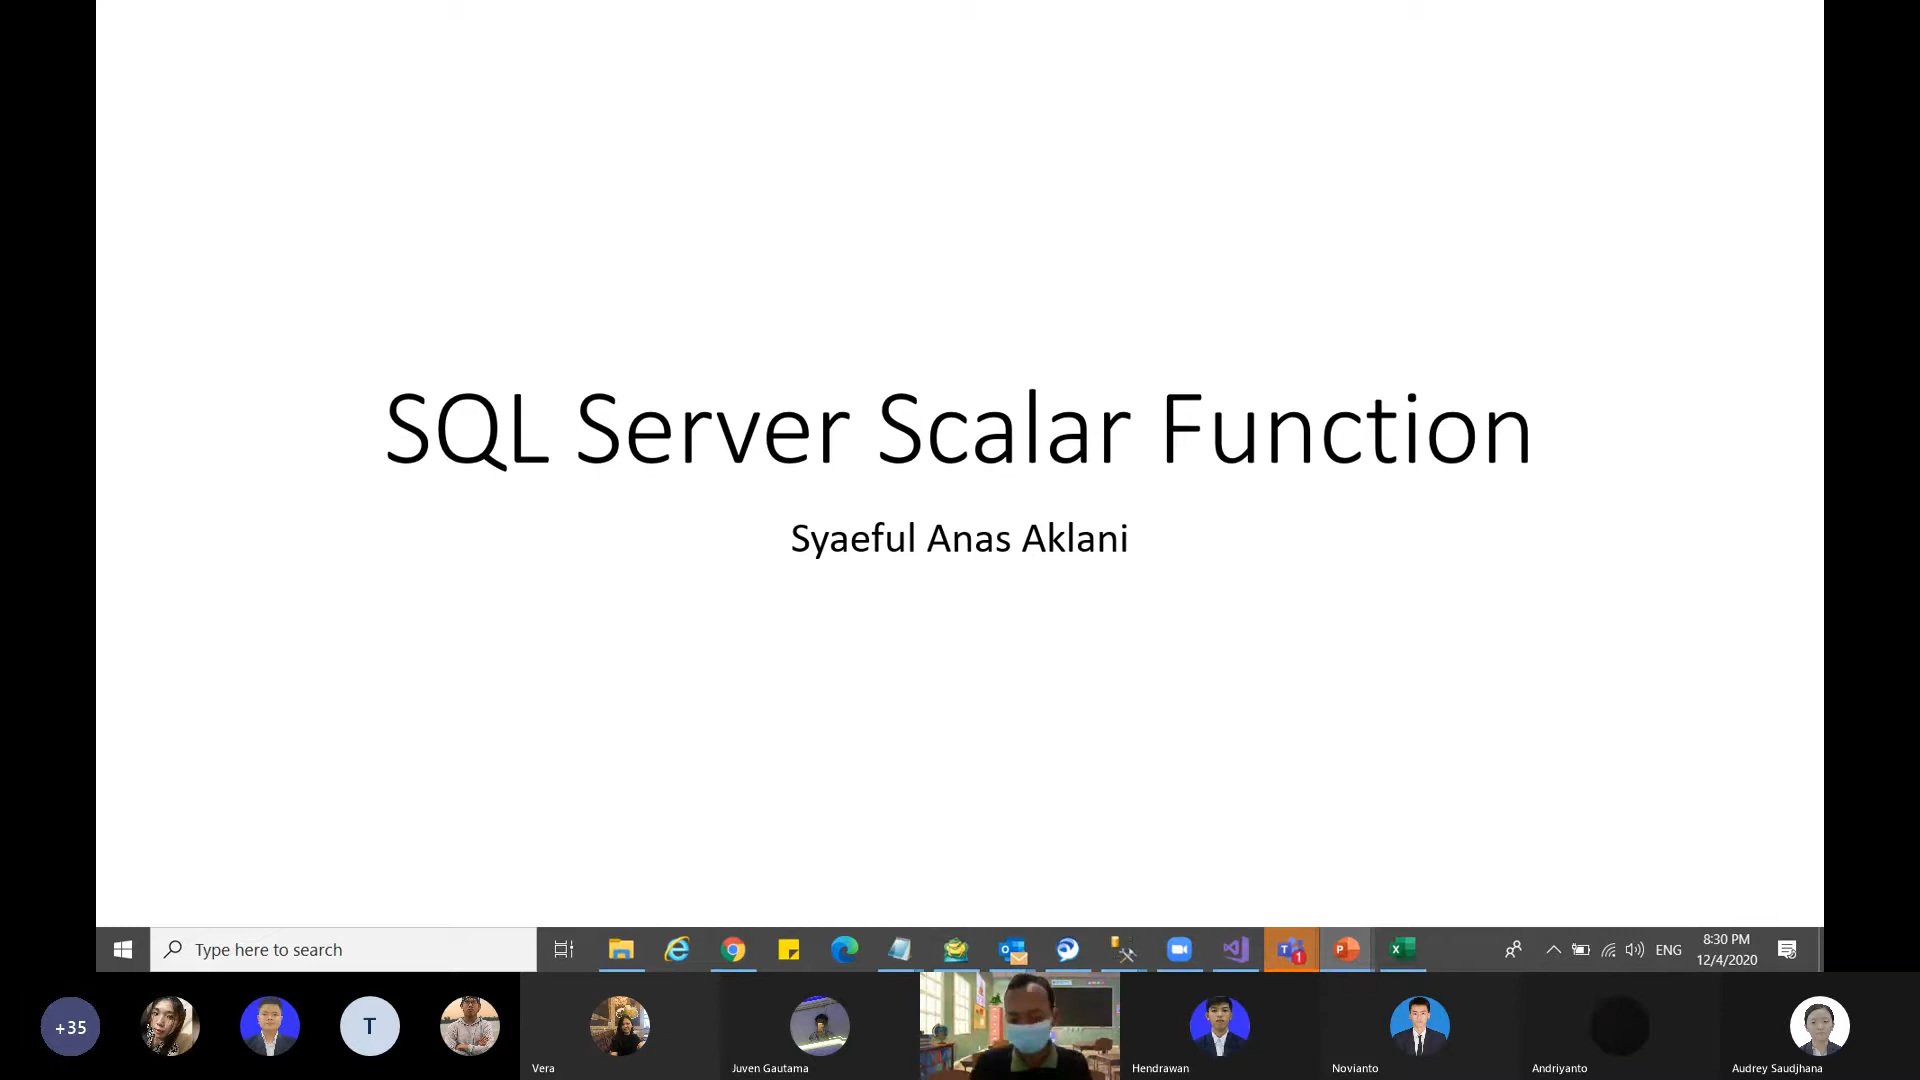 SQL Server Scalar Function
Syaeful Anas Aklani
Type here to search
1
ENG
8:30 PM
12/4/2020
+35
T
Vera
Juven Gautama
Hendrawan
Novianto
Andriyanto
Audrey Saudjhana